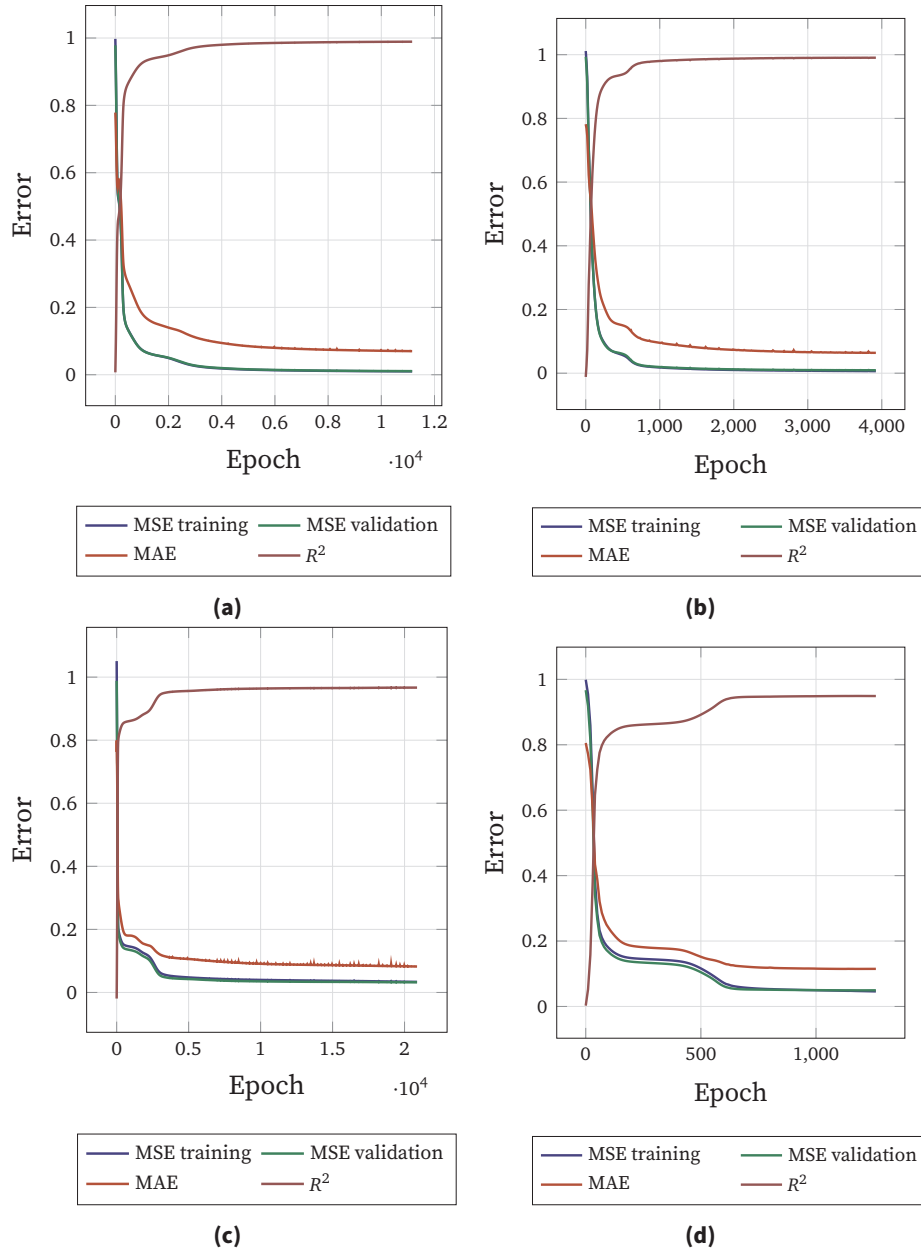 1
0.8
0.6
0.4
0.2
0
Error
0 0.2 0.4 0.6 0.8 1 1.2
Epoch ·10⁴
MSE training MSE validation
MAE R²
(a)
1
0.8
0.6
0.4
0.2
0
Error
0 1,000 2,000 3,000 4,000
Epoch
MSE training MSE validation
MAE R²
(b)
1
0.8
0.6
0.4
0.2
0
Error
0 0.5 1 1.5 2
Epoch ·10⁴
MSE training MSE validation
MAE R²
(c)
1
0.8
0.6
0.4
0.2
0
Error
0 500 1,000
Epoch
MSE training MSE validation
MAE R²
(d)